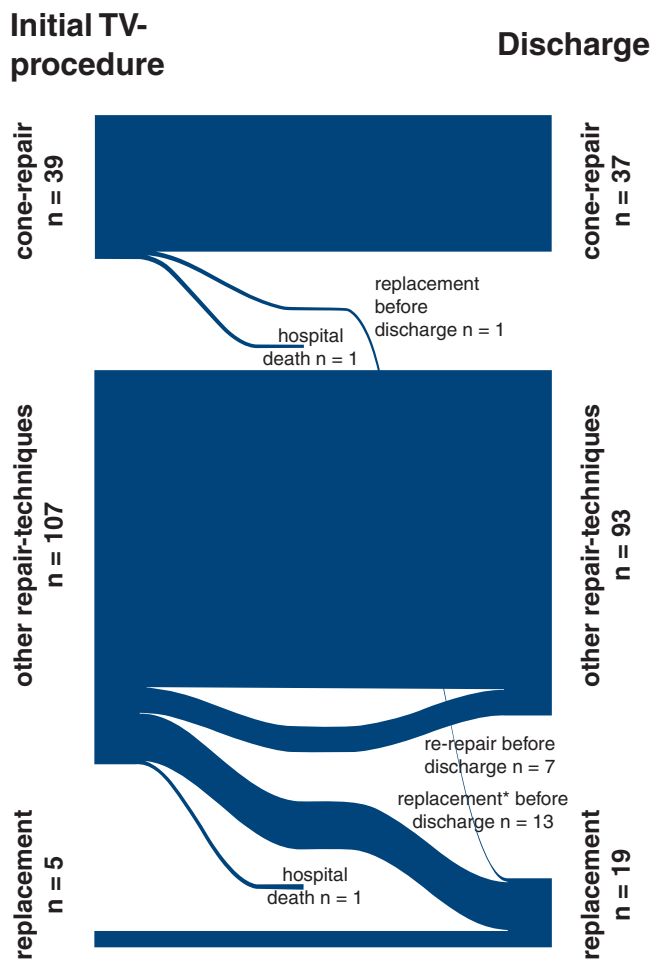 Initial TV-
procedure
Discharge
cone-repair
n = 39
cone-repair
n = 37
replacement
before
discharge n = 1
hospital
death n = 1
other repair-techniques
n = 107
other repair-techniques
n = 93
re-repair before
discharge n = 7
replacement* before
discharge n = 13
hospital
death n = 1
replacement
n = 5
replacement
n = 19